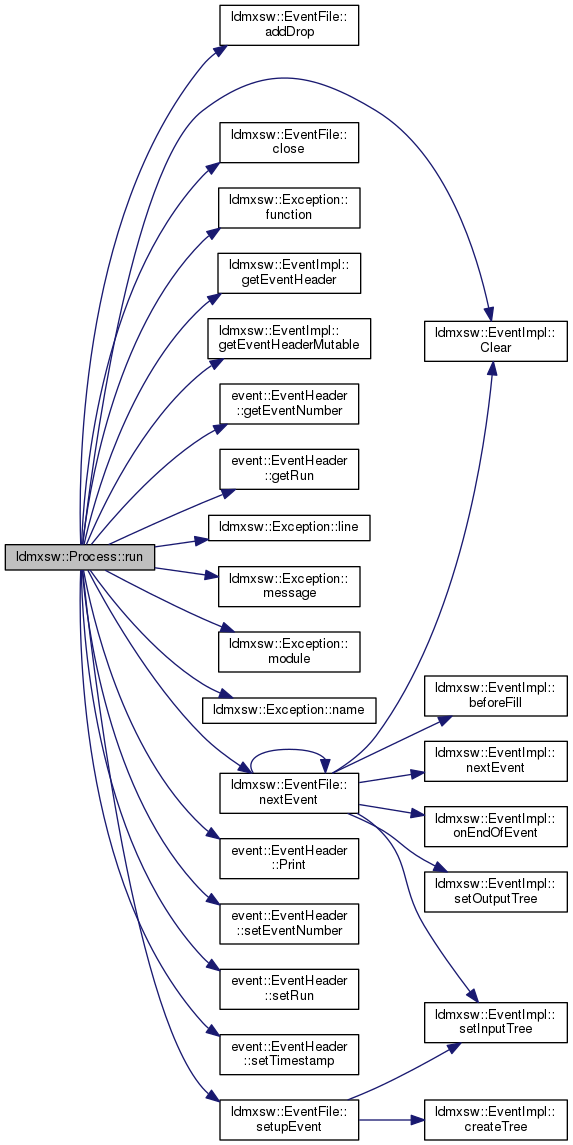 ldmxsw::EventFile::
addDrop
ldmxsw::EventFile::
close
ldmxsw::Exception::
function
ldmxsw::EventImpl::
getEventHeader
ldmxsw::EventImpl::
getEventHeaderMutable
ldmxsw::EventImpl::
Clear
event::EventHeader
::getEventNumber
event::EventHeader
::getRun
ldmxsw::Exception::line
ldmxsw::Process::run
ldmxsw::Exception::
message
ldmxsw::Exception::
module
ldmxsw::Exception::name
ldmxsw::EventImpl::
beforeFill
ldmxsw::EventImpl::
nextEvent
ldmxsw::EventFile::
nextEvent
ldmxsw::EventImpl::
onEndOfEvent
event::EventHeader
::Print
ldmxsw::EventImpl::
setOutputTree
event::EventHeader
::setEventNumber
event::EventHeader
::setRun
ldmxsw::EventImpl::
setInputTree
event::EventHeader
::setTimestamp
ldmxsw::EventFile::
setupEvent
ldmxsw::EventImpl::
createTree